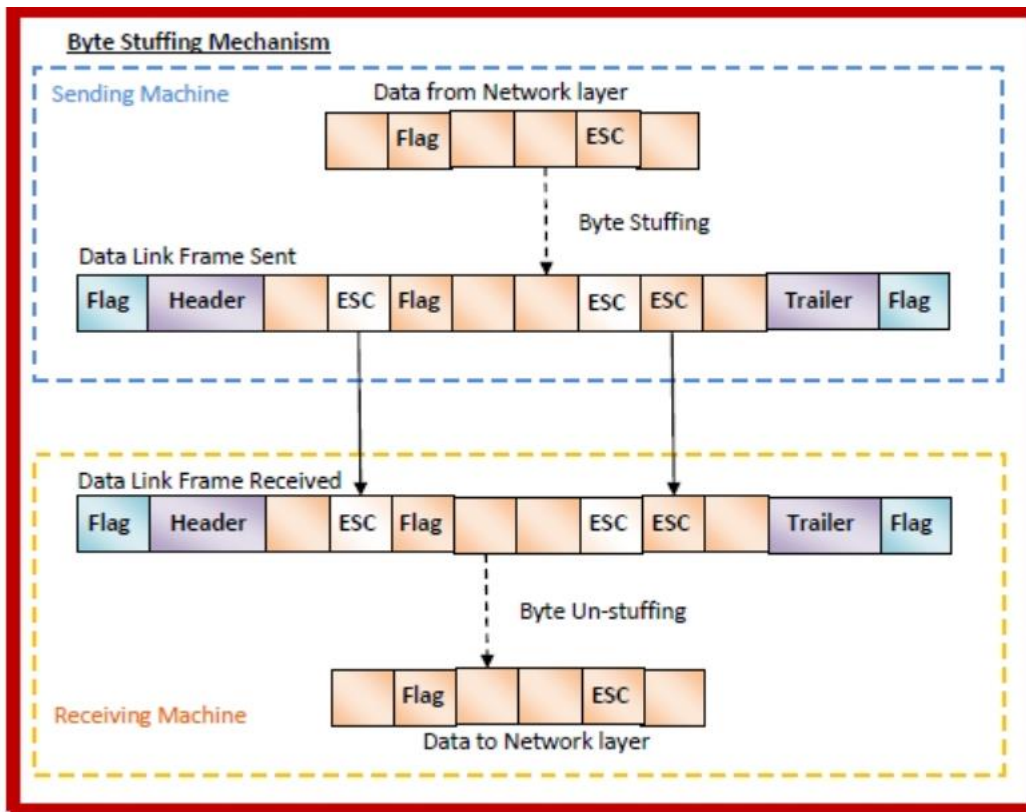 Byte Stuffing Mechanism
Sending Machine
Data from Network layer
Flag ESC
Byte Stuffing
Data Link Frame Sent
Flag Header ESC Flag ESC ESC Trailer Flag
Data Link Frame Received
Flag Header ESC Flag ESC ESC Trailer Flag
Byte Un-stuffing
Flag ESC
Receiving Machine
Data to Network layer